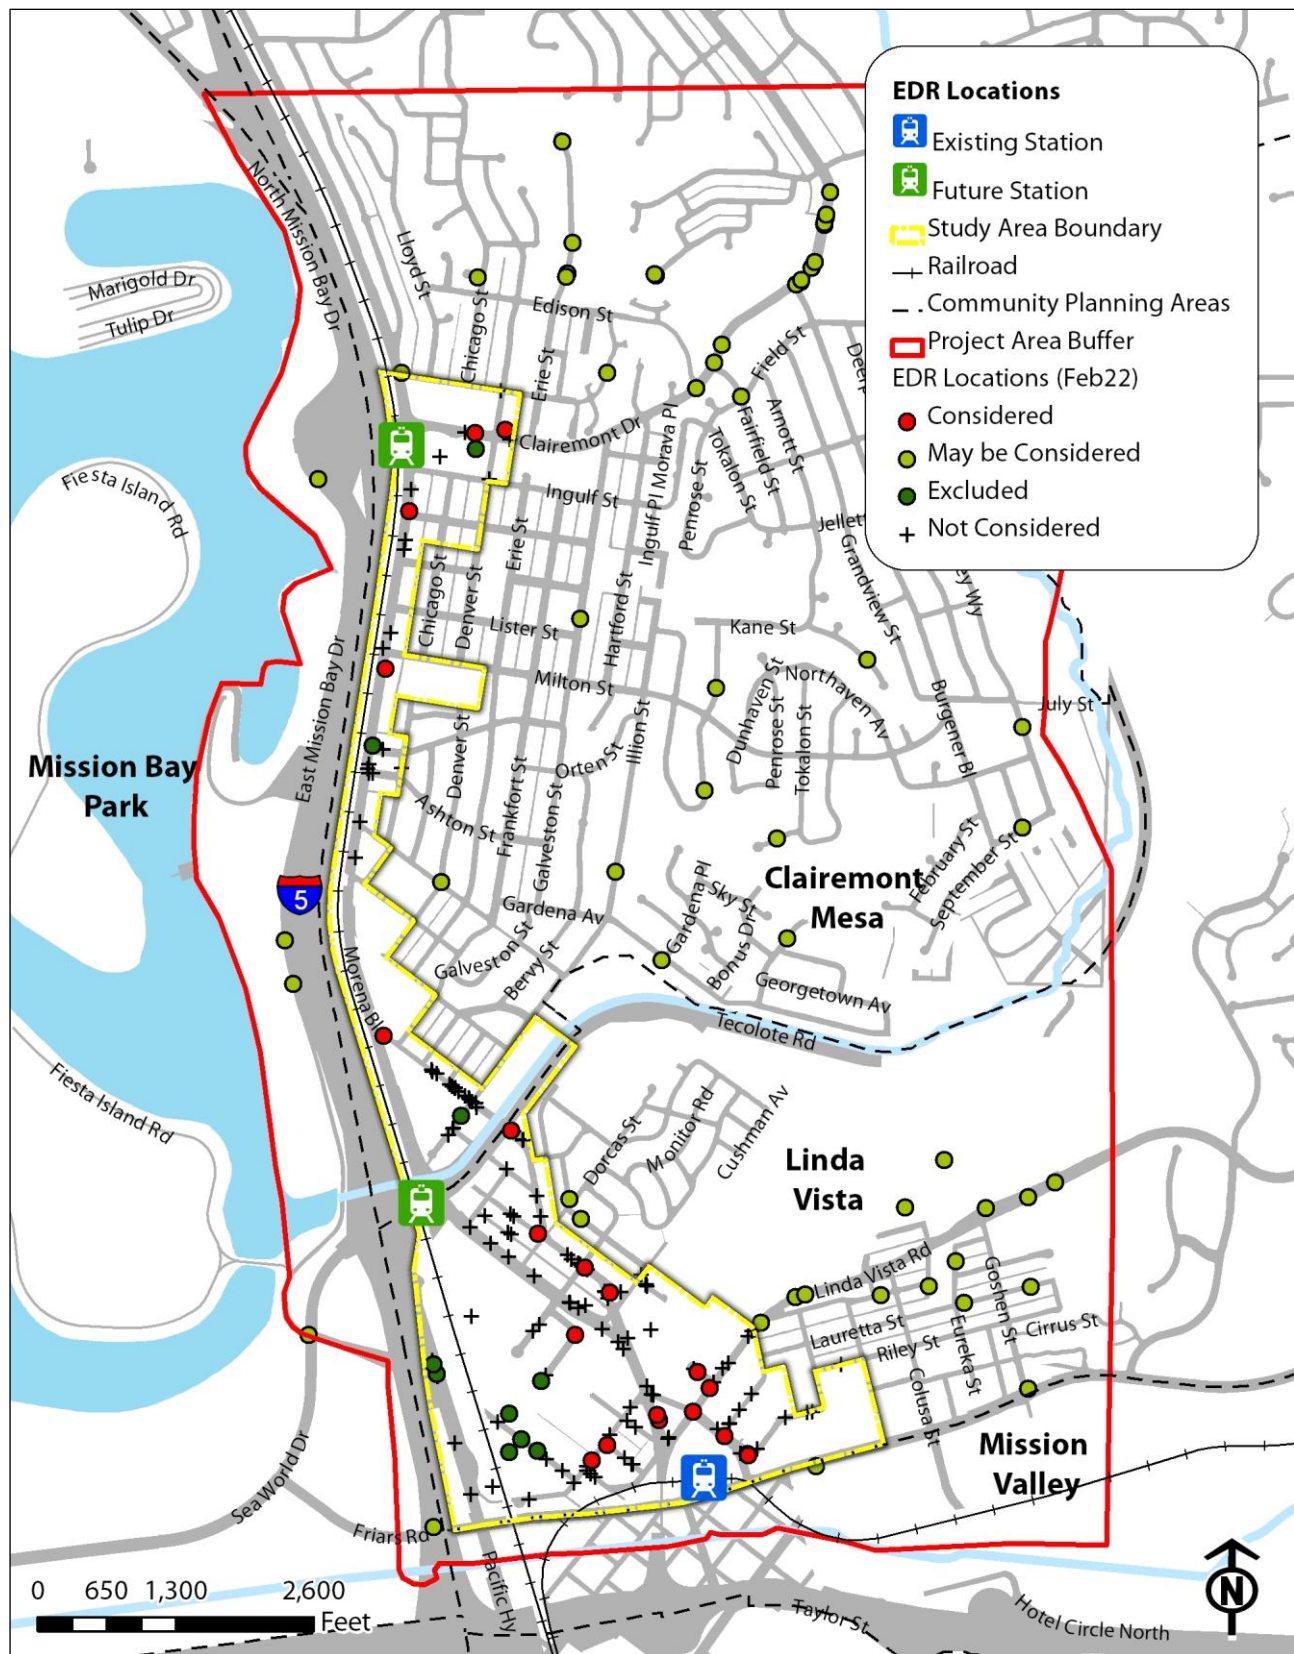 EDR Locations
Existing Station
Future Station
Study Area Boundary
Railroad
Community Planning Areas
Project Area Buffer
EDR Locations (Feb22)
Considered
May be Considered
Excluded
Not Considered
North Mission Bay Dr
Lloyd St
Marigold Dr
Tulip Dr
Chicago St
Edison St
Erie St
Field St
Clairemont Dr
Morava Pl
Fairfield St
Arnott St
Tokalon St
Fiesta Island Rd
Ingulf St
Ingulf Pl
Penrose St
Erie St
Grandview St
Chicago St
Denver St
Lister St
Hartford St
Kane St
East Mission Bay Dr
Milton St
Dunhaven St
Northaven Av
Penrose St
Tokalon St
Burgener Bl
July St
Mission Bay
Park
Denver St
Frankfort St
Orten St
Illion St
Galveston St
Ashton St
February St
September St
Clairemont
Mesa
5
Gardena Av
Gardena Pl
Sky St
Bonus Dr
Morena Bl
Galveston St
Bervy St
Georgetown Av
Tecolote Rd
Fiesta Island Rd
Dorcas St
Monitor Rd
Cushman Av
Linda
Vista
Linda Vista Rd
Goshen St
Lauretta St
Riley St
Eureka St
Cirrus St
Colusa St
Mission
Valley
Sea World Dr
Friars Rd
Pacific Hy
Taylor St
Hotel Circle North
0 650 1,300 2,600
Feet
N